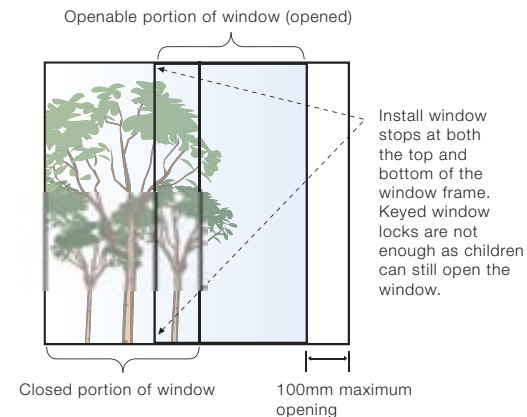 Openable portion of window (opened)
Install window
stops at both
the top and
bottom of the
window frame.
Keyed window
locks are not
enough as children
can still open the
window.
Closed portion of window
100mm maximum
opening